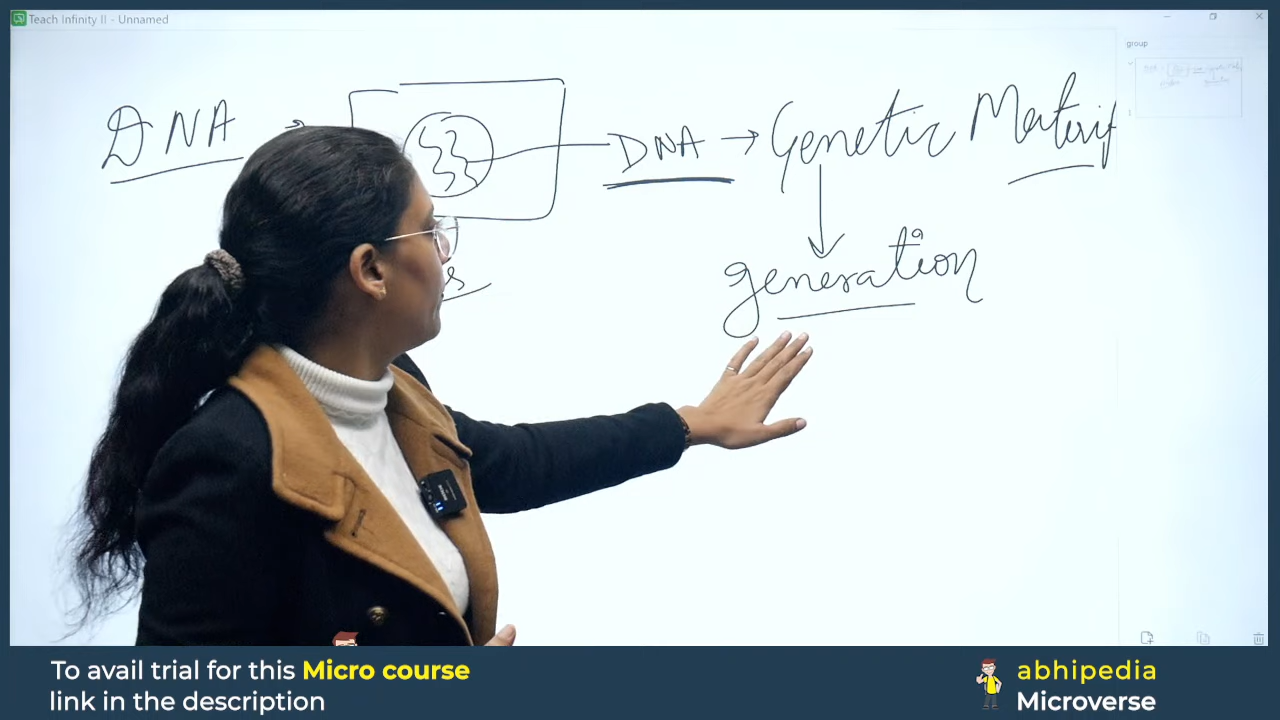 Teach Infinity II - Unnamed
group
DNA → DNA → Genetic Material
generation
To avail trial for this Micro course
link in the description
abhipedia
Microverse